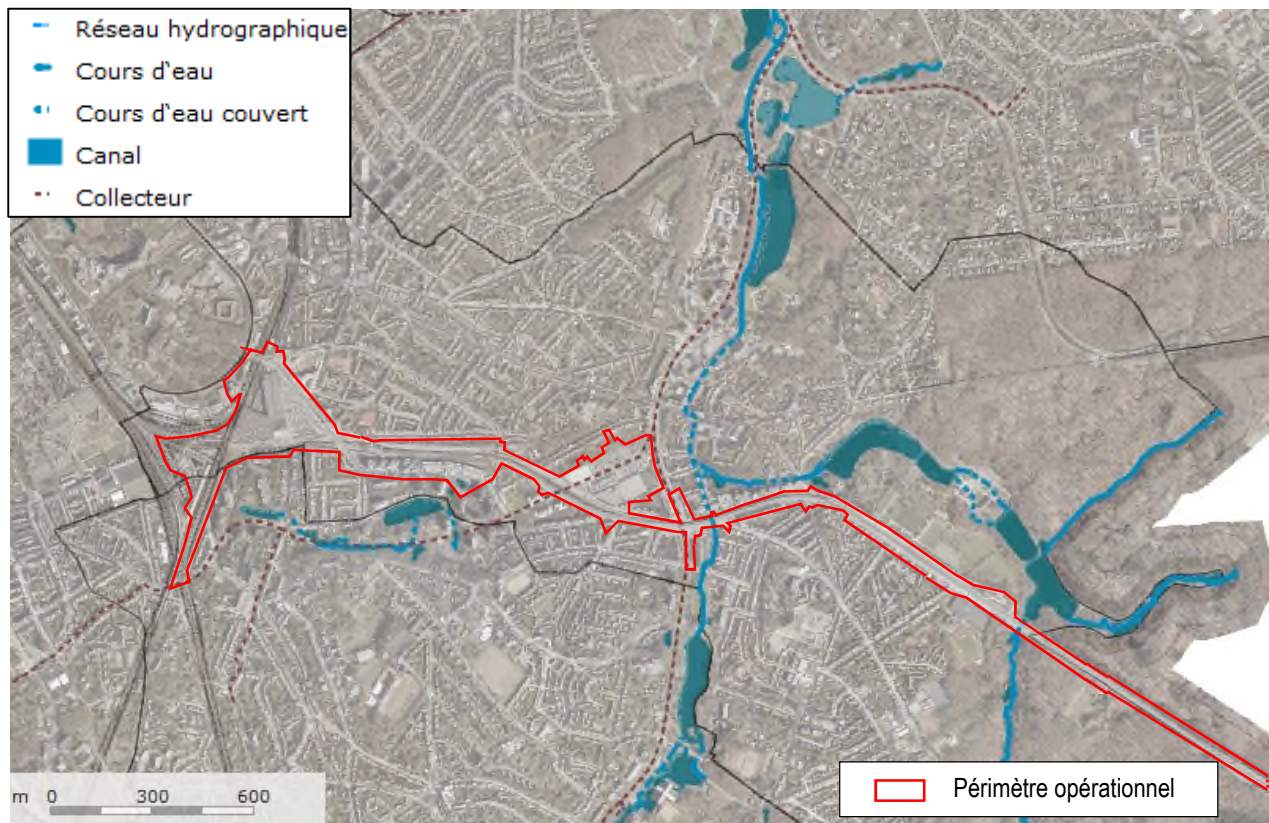 Réseau hydrographique
Cours d'eau
Cours d'eau couvert
Canal
Collecteur
m 0 300 600
Périmètre opérationnel